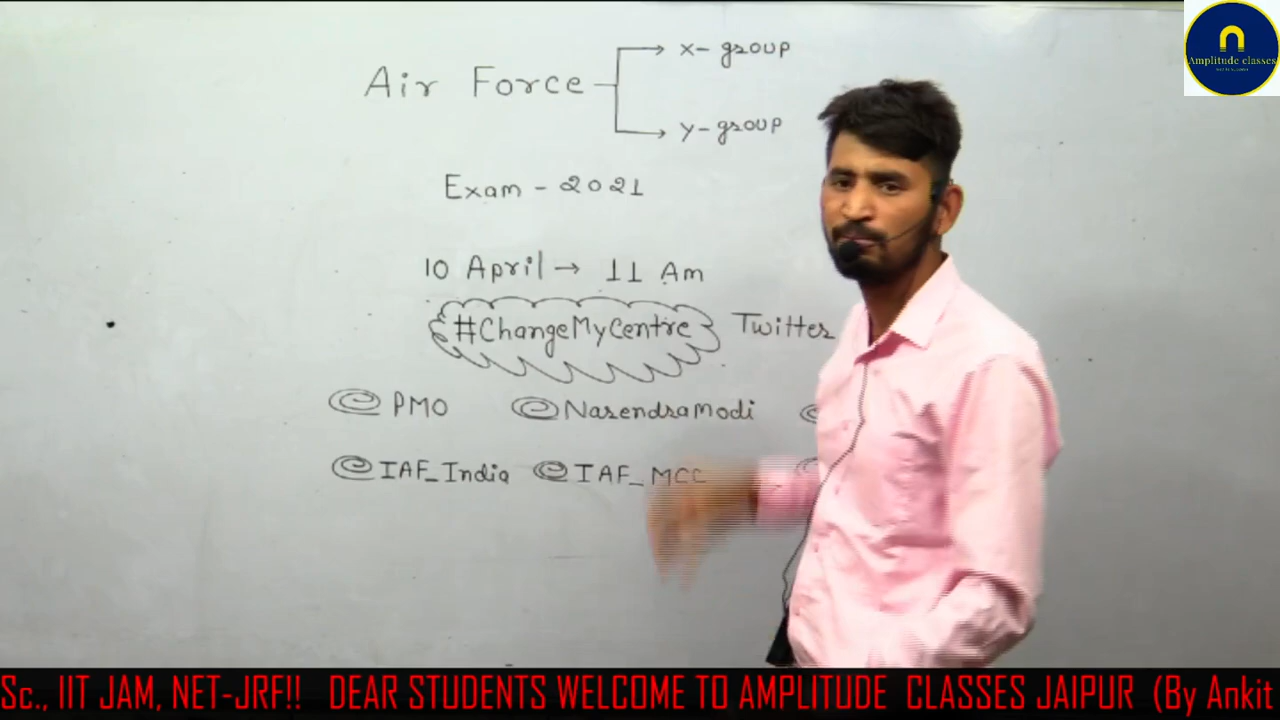 Air Force
x-group
y-group
Exam - 2021
10 April → 11 Am
#ChangeMyCentre Twitter
@PMO @NarendraModi @
@IAF_India @IAF_MCC @
Amplitude classes
Sc., IIT JAM, NET-JRF!! DEAR STUDENTS WELCOME TO AMPLITUDE CLASSES JAIPUR (By Ankit